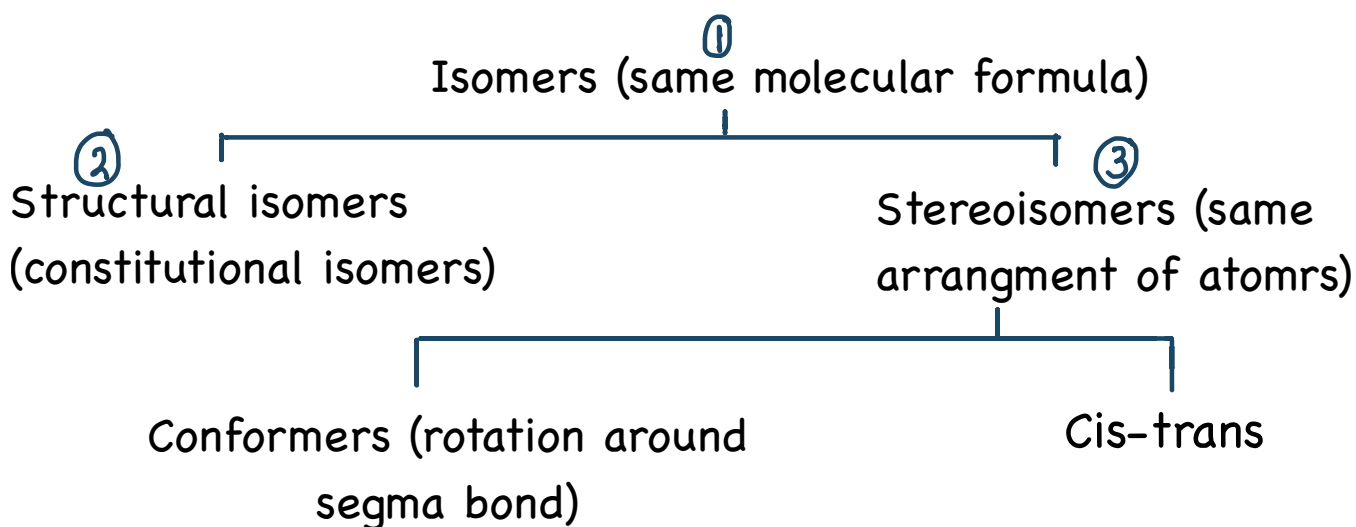 ①
Isomers (same molecular formula)
②
③
Structural isomers
(constitutional isomers)
Stereoisomers (same
arrangment of atomrs)
Conformers (rotation around
segma bond)
Cis-trans